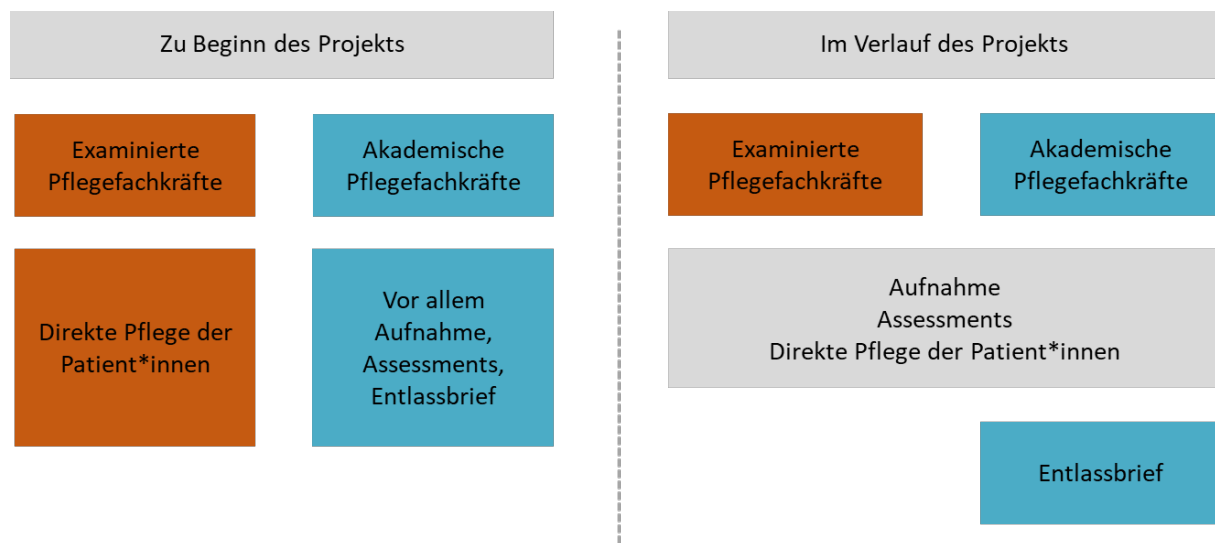 Zu Beginn des Projekts
Examinierte
Pflegefachkräfte
Akademische
Pflegefachkräfte
Direkte Pflege der
Patient*innen
Vor allem
Aufnahme,
Assessments,
Entlassbrief
Im Verlauf des Projekts
Examinierte
Pflegefachkräfte
Akademische
Pflegefachkräfte
Aufnahme
Assessments
Direkte Pflege der Patient*innen
Entlassbrief